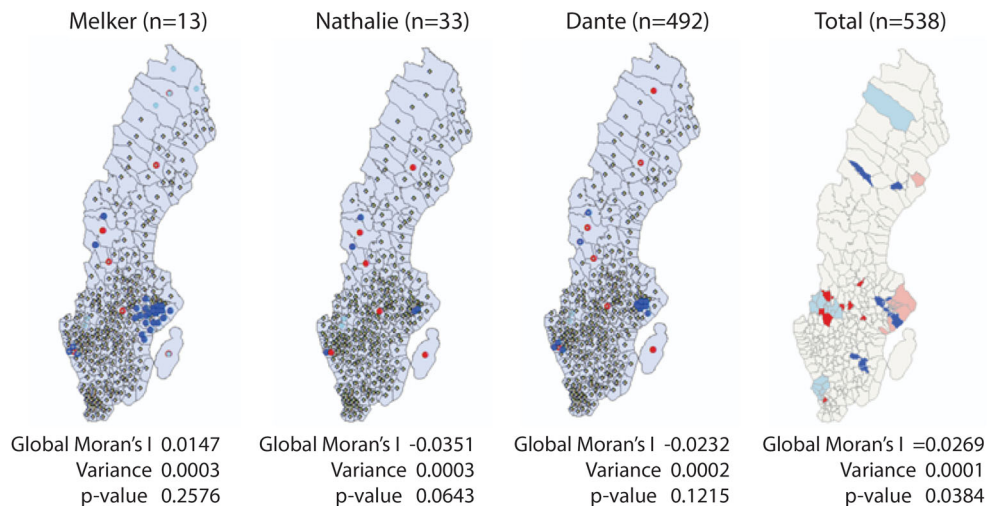 Melker (n=13) Nathalie (n=33) Dante (n=492) Total (n=538)
Global Moran's I 0.0147 Global Moran's I -0.0351 Global Moran's I -0.0232 Global Moran's I =0.0269
Variance 0.0003 Variance 0.0003 Variance 0.0002 Variance 0.0001
p-value 0.2576 p-value 0.0643 p-value 0.1215 p-value 0.0384